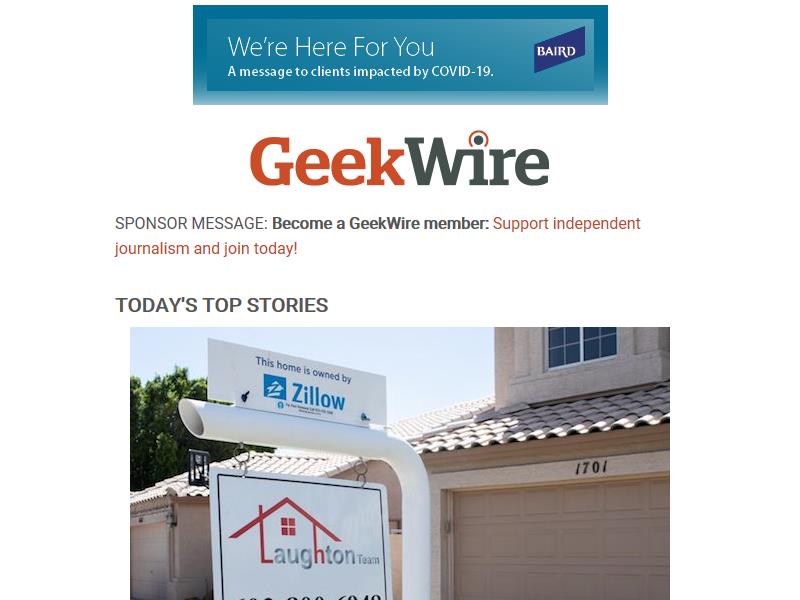 We're Here For You
A message to clients impacted by COVID-19.
BAIRD
GeekWire
SPONSOR MESSAGE: Become a GeekWire member: Support independent
journalism and join today!
TODAY'S TOP STORIES
This home is owned by
Zillow
1701
Laughton Team